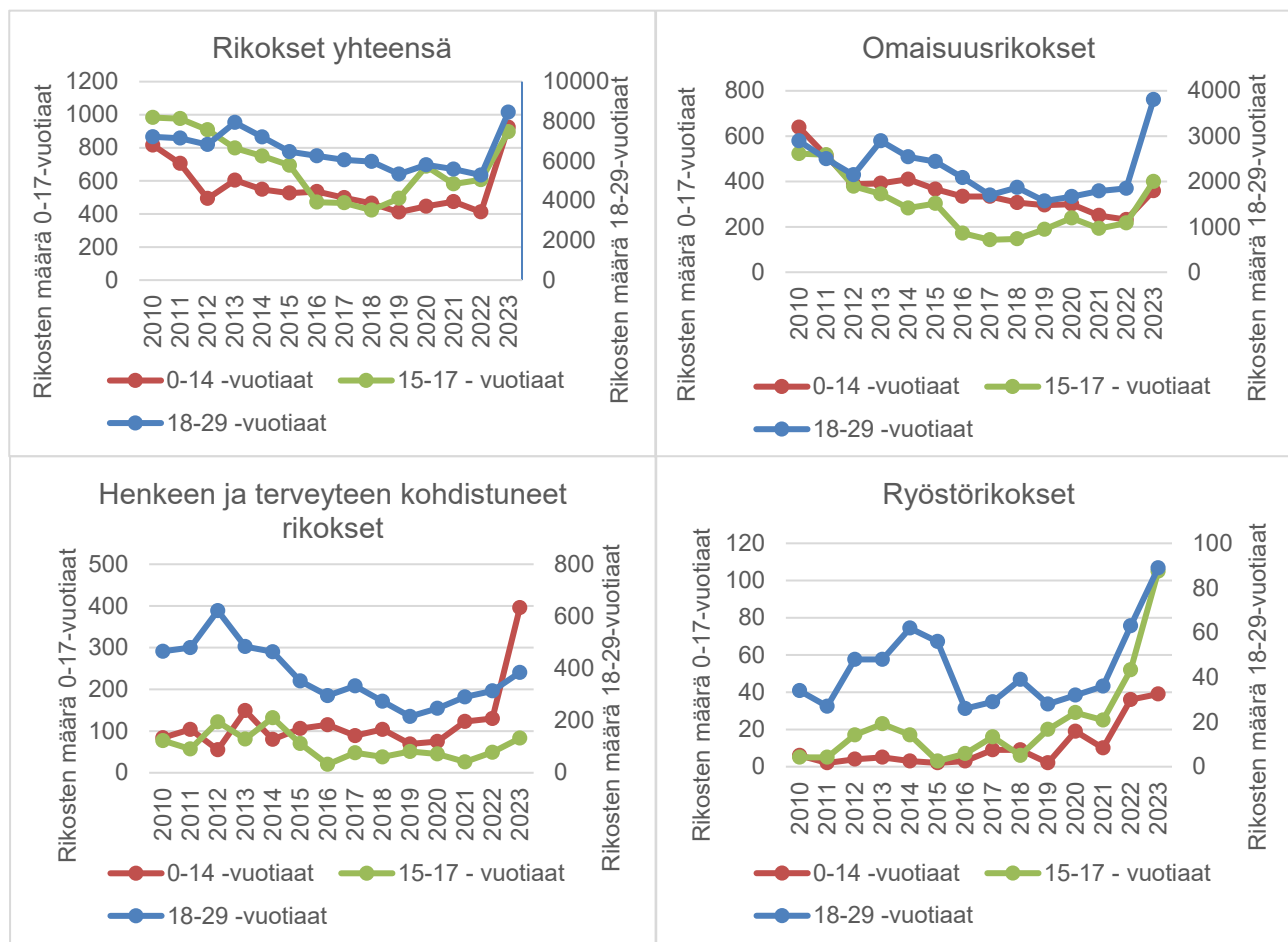 Rikokset yhteensä
Rikosten määrä 0-17-vuotiaat
1200
1000
800
600
400
200
0
10000
8000
6000
4000
2000
0
Rikosten määrä 18-29-vuotiaat
2010 2011 2012 2013 2014 2015 2016 2017 2018 2019 2020 2021 2022 2023
0-14 -vuotiaat 15-17 - vuotiaat
18-29 -vuotiaat
Omaisuusrikokset
Rikosten määrä 0-17-vuotiaat
800
600
400
200
0
4000
3000
2000
1000
0
Rikosten määrä 18-29-vuotiaat
2010 2011 2012 2013 2014 2015 2016 2017 2018 2019 2020 2021 2022 2023
0-14 -vuotiaat 15-17 - vuotiaat
18-29 -vuotiaat
Henkeen ja terveyteen kohdistuneet
rikokset
Rikosten määrä 0-17-vuotiaat
500
400
300
200
100
0
800
600
400
200
0
Rikosten määrä 18-29-vuotiaat
2010 2011 2012 2013 2014 2015 2016 2017 2018 2019 2020 2021 2022 2023
0-14 -vuotiaat 15-17 - vuotiaat
18-29 -vuotiaat
Ryöstörikokset
Rikosten määrä 0-17-vuotiaat
120
100
80
60
40
20
0
100
80
60
40
20
0
Rikosten määrä 18-29-vuotiaat
2010 2011 2012 2013 2014 2015 2016 2017 2018 2019 2020 2021 2022 2023
0-14 -vuotiaat 15-17 - vuotiaat
18-29 -vuotiaat